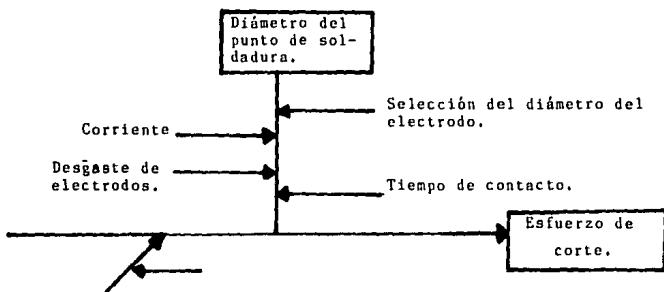 Diámetro del
punto de sol-
dadura.
Selección del diámetro del
electrodo.
Corriente
Desgaste de
electrodos.
Tiempo de contacto.
Esfuerzo de
corte.